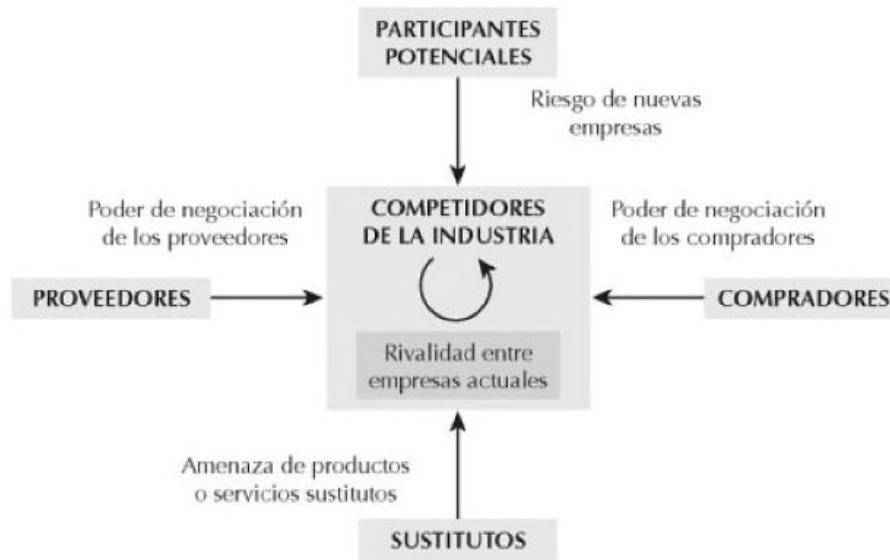 PARTICIPANTES
POTENCIALES
Riesgo de nuevas
empresas
Poder de negociación
de los proveedores
COMPETIDORES
DE LA INDUSTRIA
Poder de negociación
de los compradores
PROVEEDORES
COMPRADORES
Rivalidad entre
empresas actuales
Amenaza de productos
o servicios sustitutos
SUSTITUTOS